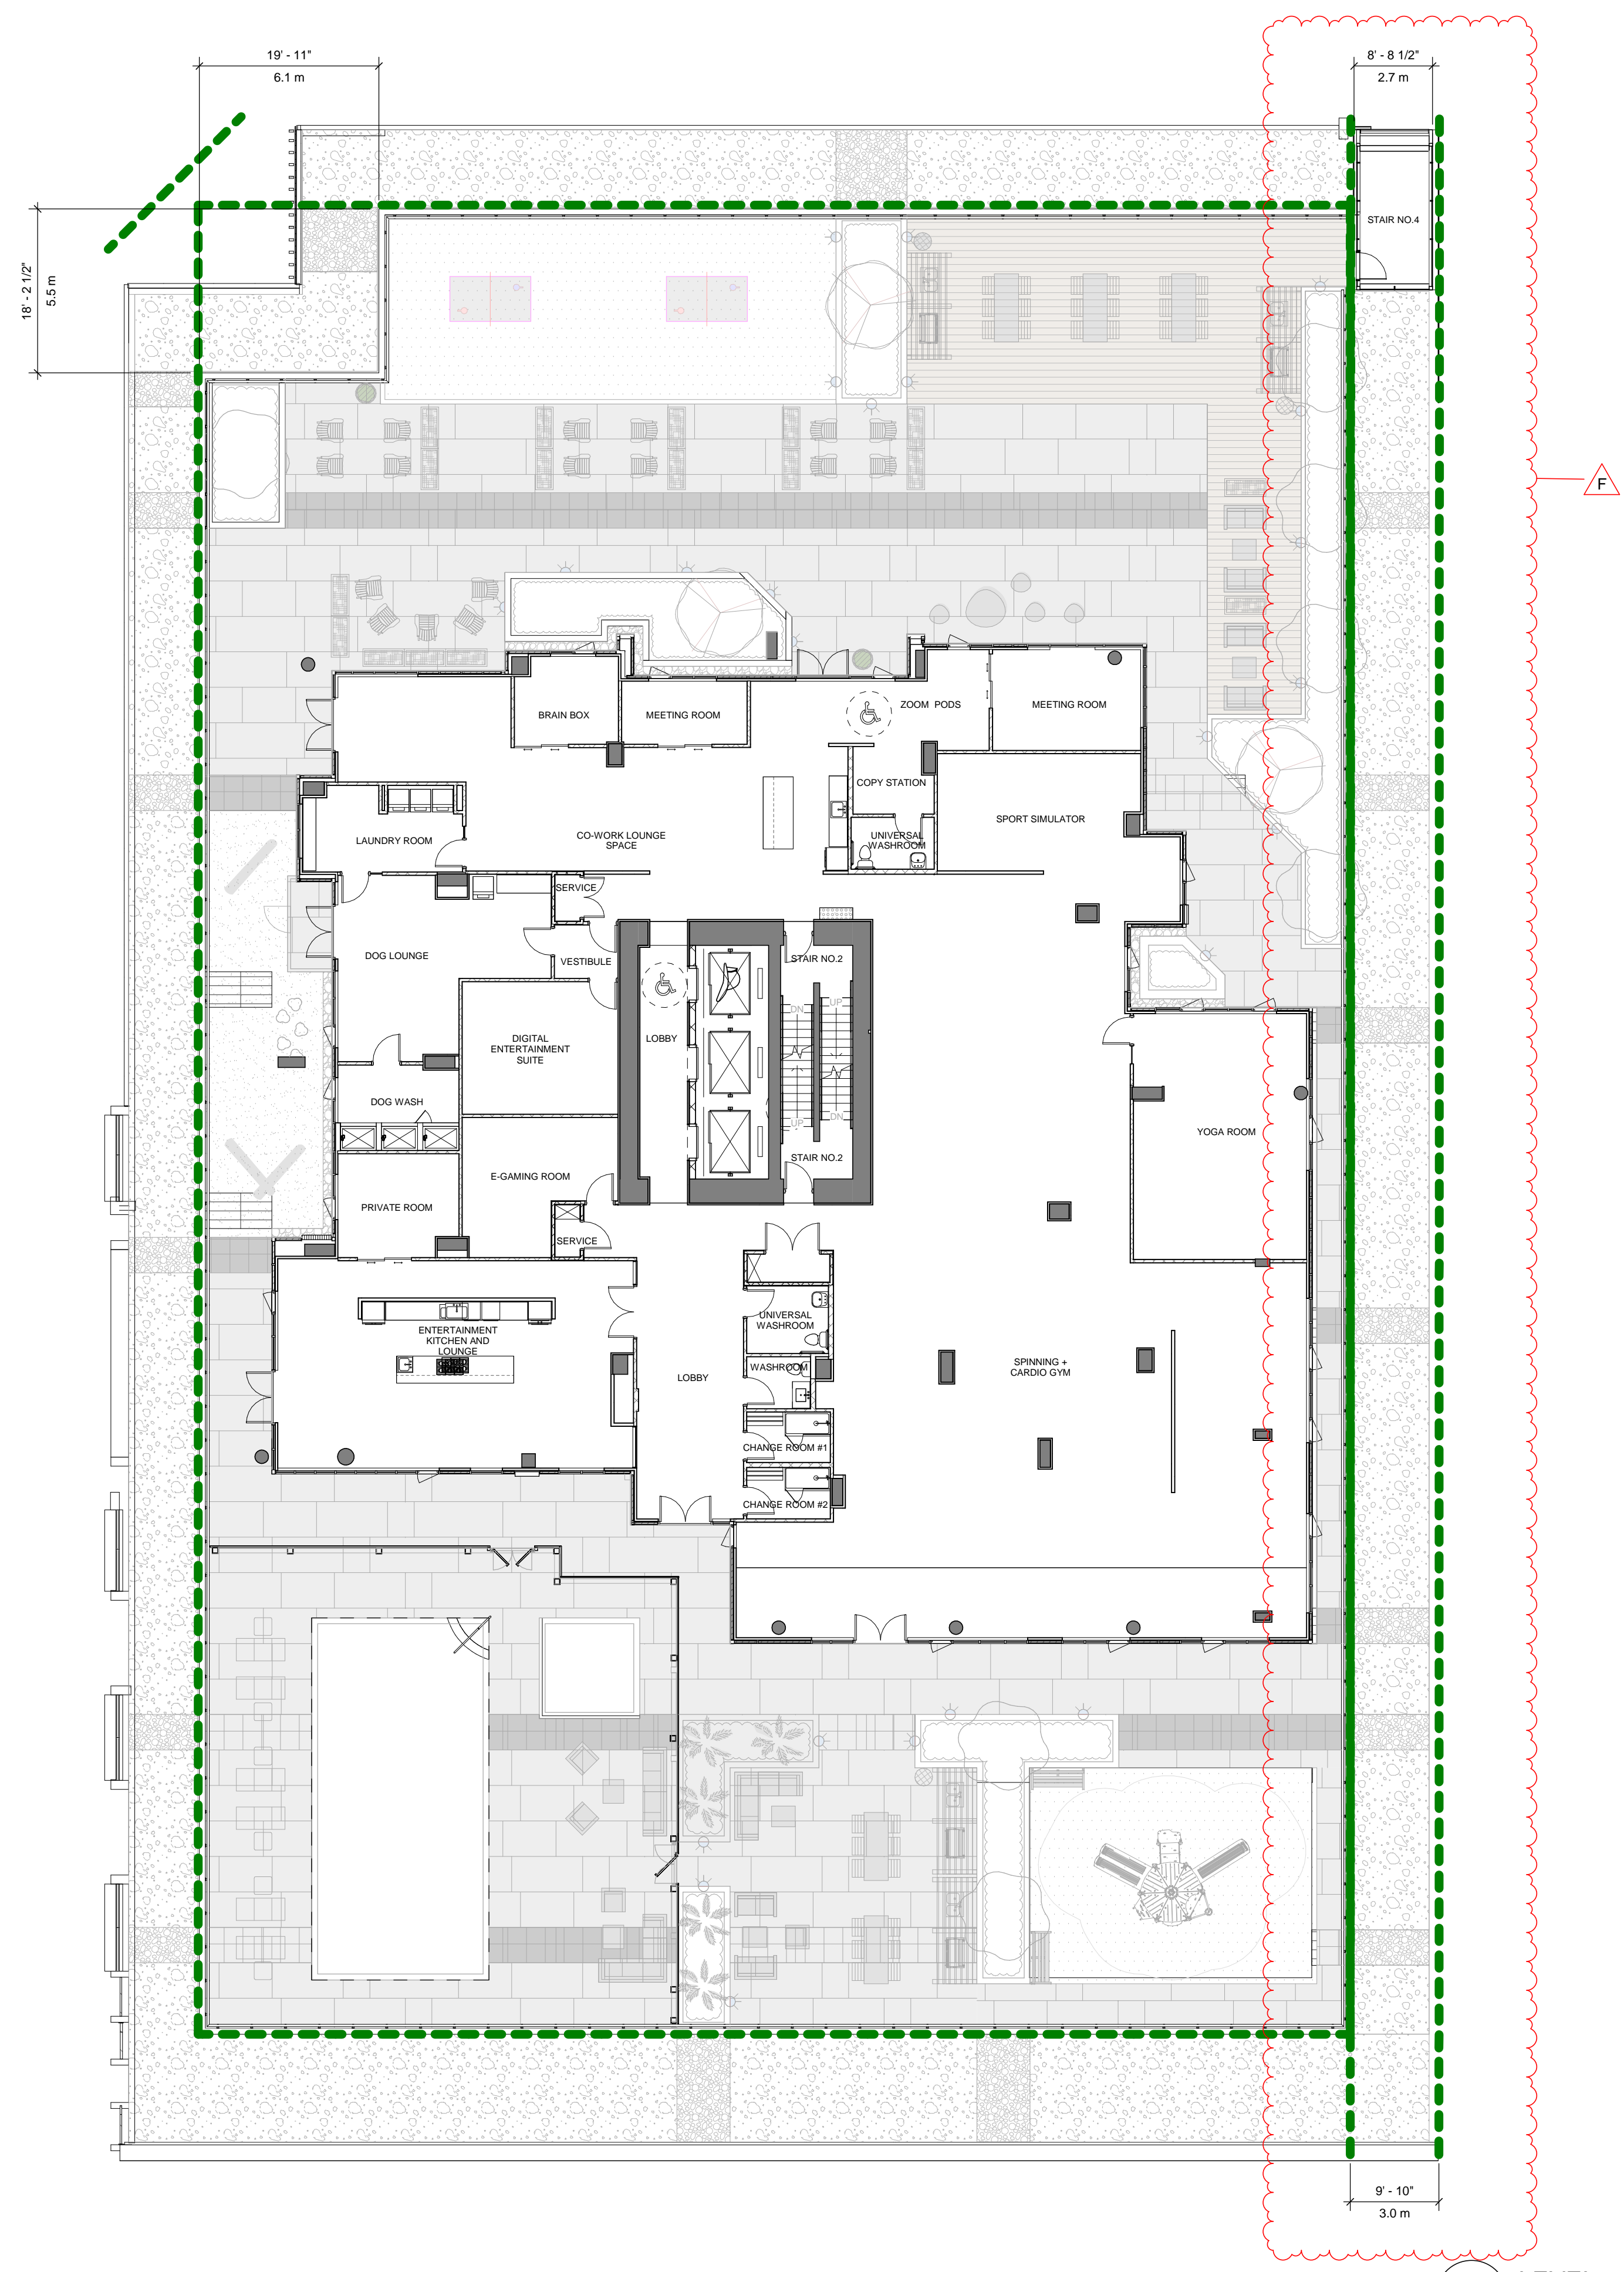 19' - 11"
6.1 m
8' - 8 1/2"
2.7 m
STAIR NO.4
18' - 2 1/2"
5.5 m
F
BRAIN BOX
MEETING ROOM
ZOOM PODS
MEETING ROOM
COPY STATION
LAUNDRY ROOM
CO-WORK LOUNGE
SPACE
UNIVERSAL
WASHROOM
SPORT SIMULATOR
SERVICE
DOG LOUNGE
VESTIBULE
STAIR NO.2
DN
UP
LOBBY
DIGITAL
ENTERTAINMENT
SUITE
DOG WASH
UP
DN
YOGA ROOM
STAIR NO.2
E-GAMING ROOM
PRIVATE ROOM
SERVICE
UNIVERSAL
WASHROOM
ENTERTAINMENT
KITCHEN AND
LOUNGE
WASHROOM
LOBBY
SPINNING +
CARDIO GYM
CHANGE ROOM #1
CHANGE ROOM #2
9' - 10"
3.0 m